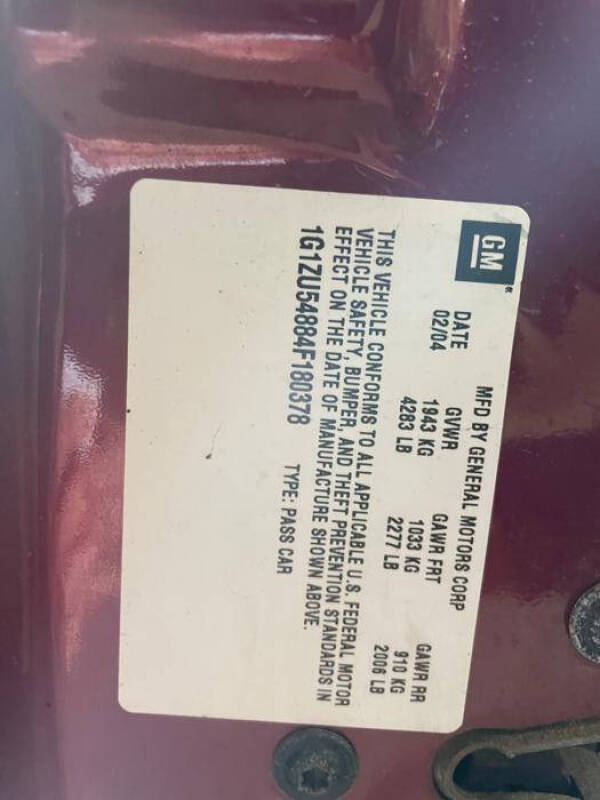 GM
MFD BY GENERAL MOTORS CORP
DATE GVWR GAWR FRT GAWR RR
02/04 1943 KG 1033 KG 910 KG
4283 LB 2277 LB 2006 LB
THIS VEHICLE CONFORMS TO ALL APPLICABLE U.S. FEDERAL MOTOR
VEHICLE SAFETY, BUMPER, AND THEFT PREVENTION STANDARDS IN
EFFECT ON THE DATE OF MANUFACTURE SHOWN ABOVE.
1G1ZU54884F180378 TYPE: PASS CAR